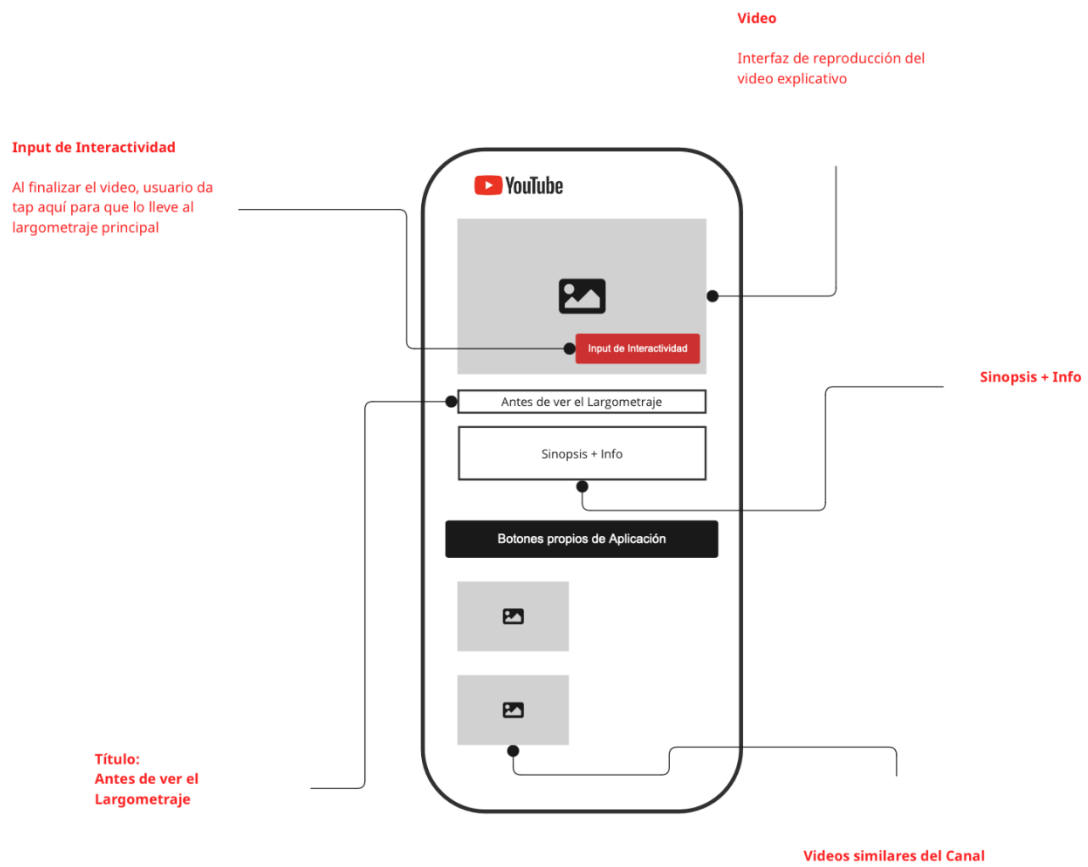 Video
Interfaz de reproducción del
video explicativo
Input de Interactividad
Al finalizar el video, usuario da
tap aquí para que lo lleve al
largometraje principal
YouTube
Input de Interactividad
Sinopsis + Info
Antes de ver el Largometraje
Sinopsis + Info
Botones propios de Aplicación
Título:
Antes de ver el
Largometraje
Videos similares del Canal